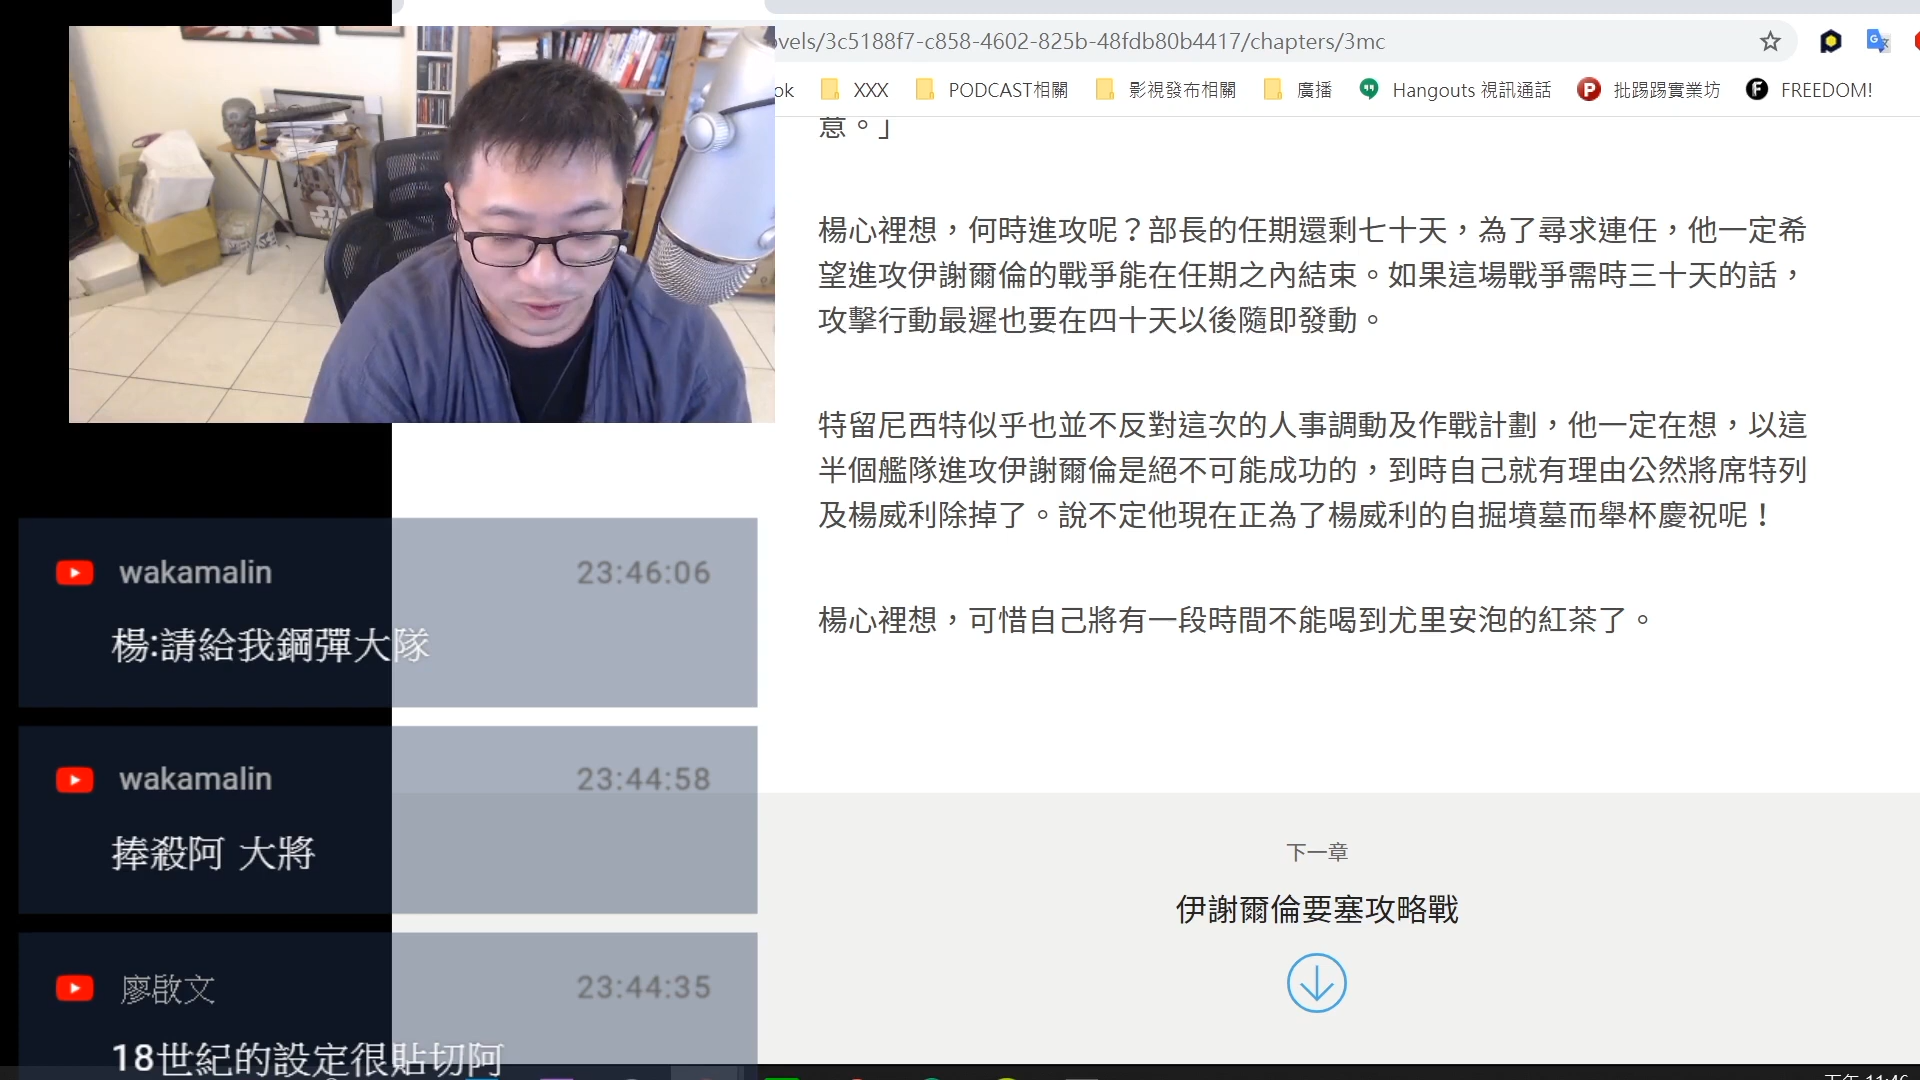 vels/3c5188f7-c858-4602-825b-48fdb80b4417/chapters/3mc
ok
XXX
PODCAST相關
影視發布相關
廣播
Hangouts 視訊通話
批踢踢實業坊
FREEDOM!
意。」
楊心裡想，何時進攻呢？部長的任期還剩七十天，為了尋求連任，他一定希
望進攻伊謝爾倫的戰爭能在任期之內結束。如果這場戰爭需時三十天的話，
攻擊行動最遲也要在四十天以後隨即發動。
特留尼西特似乎也並不反對這次的人事調動及作戰計劃，他一定在想，以這
半個艦隊進攻伊謝爾倫是絕不可能成功的，到時自己就有理由公然將席特列
及楊威利除掉了。說不定他現在正為了楊威利的自掘墳墓而舉杯慶祝呢！
楊心裡想，可惜自己將有一段時間不能喝到尤里安泡的紅茶了。
下一章
伊謝爾倫要塞攻略戰
wakamalin 23:46:06
楊:請給我鋼彈大隊
wakamalin 23:44:58
捧殺阿 大將
廖啟文 23:44:35
18世紀的設定很貼切阿
下午 11:46